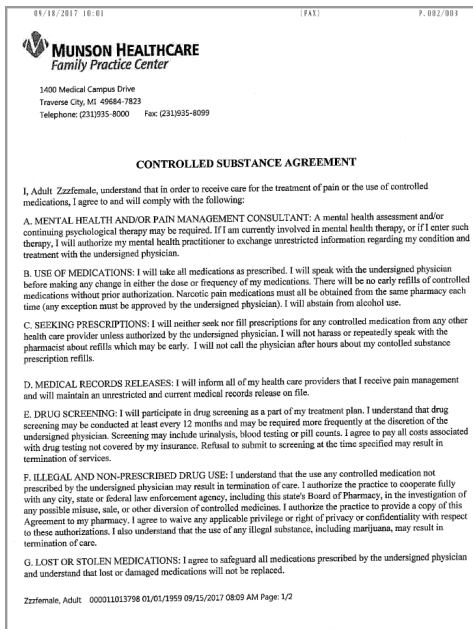 09/18/2017 10:01 (FAX) P.002/003
MUNSON HEALTHCARE
Family Practice Center
1400 Medical Campus Drive
Traverse City, MI 49684-7823
Telephone: (231)935-8000 Fax: (231)935-8099
CONTROLLED SUBSTANCE AGREEMENT
I, Adult Zzzfemale, understand that in order to receive care for the treatment of pain or the use of controlled
medications, I agree to and will comply with the following:
A. MENTAL HEALTH AND/OR PAIN MANAGEMENT CONSULTANT: A mental health assessment and/or
continuing psychological therapy may be required. If I am currently involved in mental health therapy, or if I enter such
therapy, I will authorize my mental health practitioner to exchange unrestricted information regarding my condition and
treatment with the undersigned physician.
B. USE OF MEDICATIONS: I will take all medications as prescribed. I will speak with the undersigned physician
before making any change in either the dose or frequency of my medications. There will be no early refills of controlled
medications without prior authorization. Narcotic pain medications must all be obtained from the same pharmacy each
time (any exception must be approved by the undersigned physician). I will abstain from alcohol use.
C. SEEKING PRESCRIPTIONS: I will neither seek nor fill prescriptions for any controlled medication from any other
health care provider unless authorized by the undersigned physician. I will not harass or repeatedly speak with the
pharmacist about refills which may be early. I will not call the physician after hours about my contolled substance
prescription refills.
D. MEDICAL RECORDS RELEASES: I will inform all of my health care providers that I receive pain management
and will maintain an unrestricted and current medical records release on file.
E. DRUG SCREENING: I will participate in drug screening as a part of my treatment plan. I understand that drug
screening may be conducted at least every 12 months and may be required more frequently at the discretion of the
undersigned physician. Screening may include urinalysis, blood testing or pill counts. I agree to pay all costs associated
with drug testing not covered by my insurance. Refusal to submit to screening at the time specified may result in
termination of services.
F. ILLEGAL AND NON-PRESCRIBED DRUG USE: I understand that the use any controlled medication not
prescribed by the undersigned physician may result in termination of care. I authorize the practice to cooperate fully
with any city, state or federal law enforcement agency, including this state's Board of Pharmacy, in the investigation of
any possible misuse, sale, or other diversion of controlled medicines. I authorize the practice to provide a copy of this
Agreement to my pharmacy. I agree to waive any applicable privilege or right of privacy or confidentiality with respect
to these authorizations. I also understand that the use of any illegal substance, including marijuana, may result in
termination of care.
G. LOST OR STOLEN MEDICATIONS: I agree to safeguard all medications prescribed by the undersigned physician
and understand that lost or damaged medications will not be replaced.
Zzzfemale, Adult 000011013798 01/01/1959 09/15/2017 08:09 AM Page: 1/2